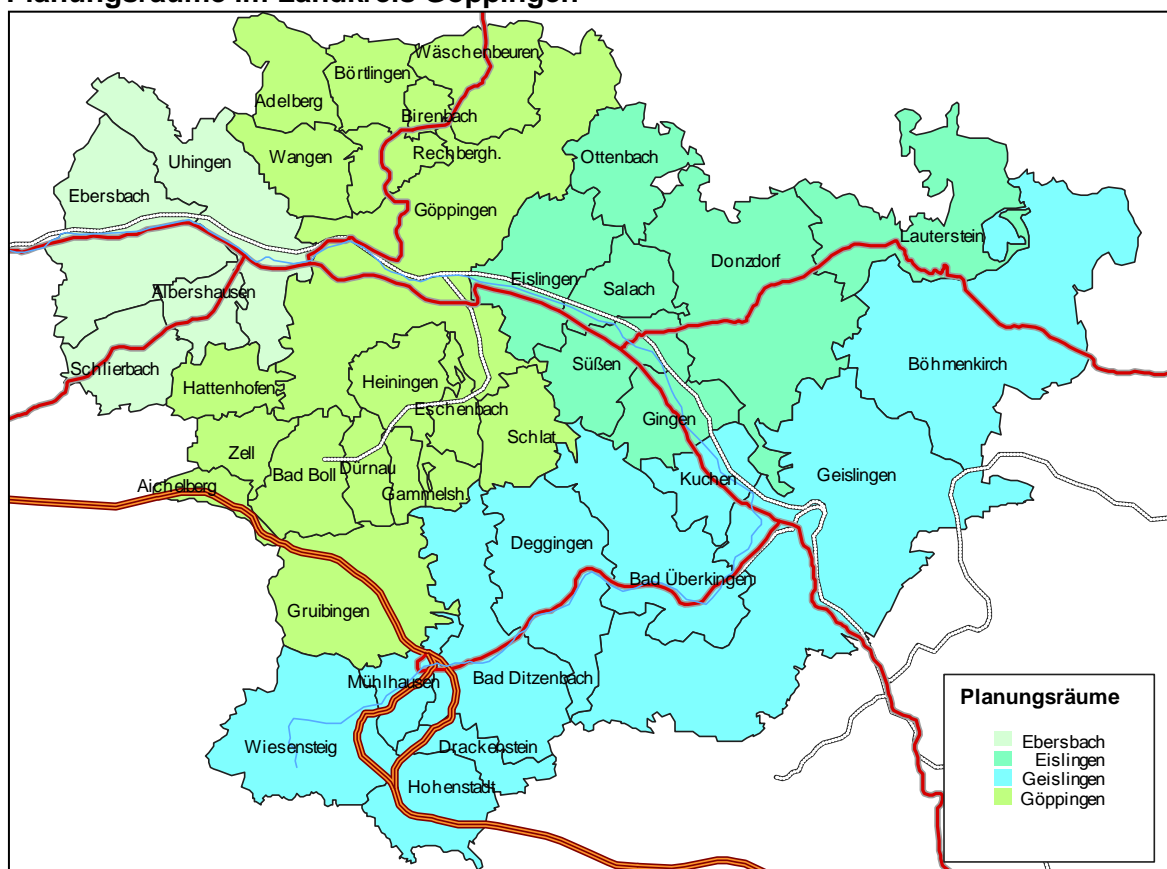 Planungsräume im Landkreis Göppingen
Wäschenbeuren
Börtlingen
Adelberg
Birenbach
Rechbergh.
Wangen
Ottenbach
Uhingen
Ebersbach
Göppingen
Lauterstein
Donzdorf
Eislingen
Salach
Albershausen
Süßen
Böhmenkirch
Schlierbach
Heiningen
Hattenhofen
Eschenbach
Gingen
Schlat
Zell
Dürnau
Bad Boll
Geislingen
Kuchen
Aichelberg
Gammelsh.
Deggingen
Bad Überkingen
Gruibingen
Bad Ditzenbach
Mühlhausen
Wiesensteig
Drackenstein
Hohenstadt
Planungsräume
Ebersbach
Eislingen
Geislingen
Göppingen